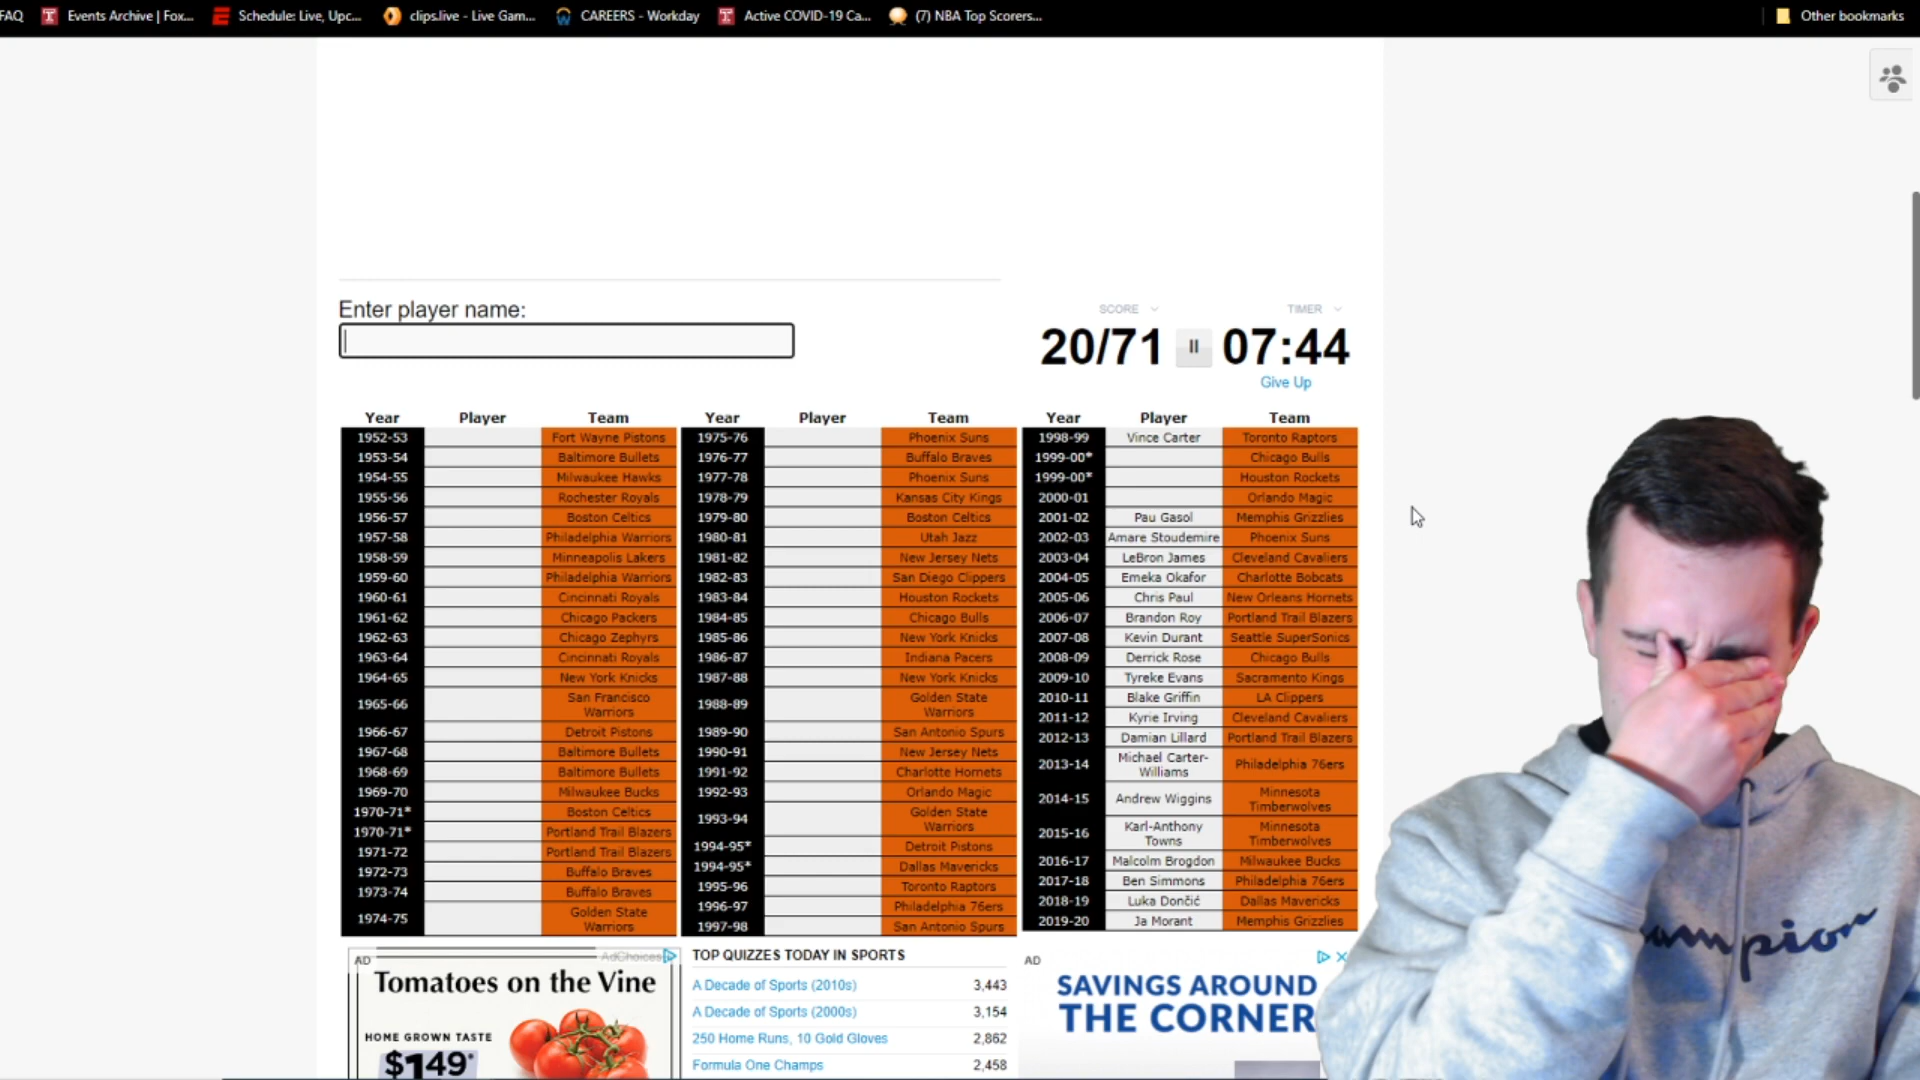 FAQ Events Archive | Fox... Schedule: Live, Upc... clips.live - Live Gam... CAREERS - Workday Active COVID-19 Ca... (7) NBA Top Scorers... Other bookmarks
Enter player name:
SCORE TIMER
20/71 07:44
Give Up
Year Player Team
1952-53 Fort Wayne Pistons
1953-54 Baltimore Bullets
1954-55 Milwaukee Hawks
1955-56 Rochester Royals
1956-57 Boston Celtics
1957-58 Philadelphia Warriors
1958-59 Minneapolis Lakers
1959-60 Philadelphia Warriors
1960-61 Cincinnati Royals
1961-62 Chicago Packers
1962-63 Chicago Zephyrs
1963-64 Cincinnati Royals
1964-65 New York Knicks
1965-66 San Francisco
Warriors
1966-67 Detroit Pistons
1967-68 Baltimore Bullets
1968-69 Baltimore Bullets
1969-70 Milwaukee Bucks
1970-71* Boston Celtics
1970-71* Portland Trail Blazers
1971-72 Portland Trail Blazers
1972-73 Buffalo Braves
1973-74 Buffalo Braves
1974-75 Golden State
Warriors
Year Player Team
1975-76 Phoenix Suns
1976-77 Buffalo Braves
1977-78 Phoenix Suns
1978-79 Kansas City Kings
1979-80 Boston Celtics
1980-81 Utah Jazz
1981-82 New Jersey Nets
1982-83 San Diego Clippers
1983-84 Houston Rockets
1984-85 Chicago Bulls
1985-86 New York Knicks
1986-87 Indiana Pacers
1987-88 New York Knicks
1988-89 Golden State
Warriors
1989-90 San Antonio Spurs
1990-91 New Jersey Nets
1991-92 Charlotte Hornets
1992-93 Orlando Magic
1993-94 Golden State
Warriors
1994-95* Detroit Pistons
1994-95* Dallas Mavericks
1995-96 Toronto Raptors
1996-97 Philadelphia 76ers
1997-98 San Antonio Spurs
Year Player Team
1998-99 Vince Carter Toronto Raptors
1999-00* Chicago Bulls
1999-00* Houston Rockets
2000-01 Orlando Magic
2001-02 Pau Gasol Memphis Grizzlies
2002-03 Amare Stoudemire Phoenix Suns
2003-04 LeBron James Cleveland Cavaliers
2004-05 Emeka Okafor Charlotte Bobcats
2005-06 Chris Paul New Orleans Hornets
2006-07 Brandon Roy Portland Trail Blazers
2007-08 Kevin Durant Seattle SuperSonics
2008-09 Derrick Rose Chicago Bulls
2009-10 Tyreke Evans Sacramento Kings
2010-11 Blake Griffin LA Clippers
2011-12 Kyrie Irving Cleveland Cavaliers
2012-13 Damian Lillard Portland Trail Blazers
2013-14 Michael Carter-
Williams Philadelphia 76ers
2014-15 Andrew Wiggins Minnesota
Timberwolves
2015-16 Karl-Anthony
Towns Minnesota
Timberwolves
2016-17 Malcolm Brogdon Milwaukee Bucks
2017-18 Ben Simmons Philadelphia 76ers
2018-19 Luka Dončić Dallas Mavericks
2019-20 Ja Morant Memphis Grizzlies
AD AdChoices
Tomatoes on the Vine
HOME GROWN TASTE
$1.49*
TOP QUIZZES TODAY IN SPORTS
A Decade of Sports (2010s) 3,443
A Decade of Sports (2000s) 3,154
250 Home Runs, 10 Gold Gloves 2,862
Formula One Champs 2,458
AD
SAVINGS AROUND
THE CORNER
ampion